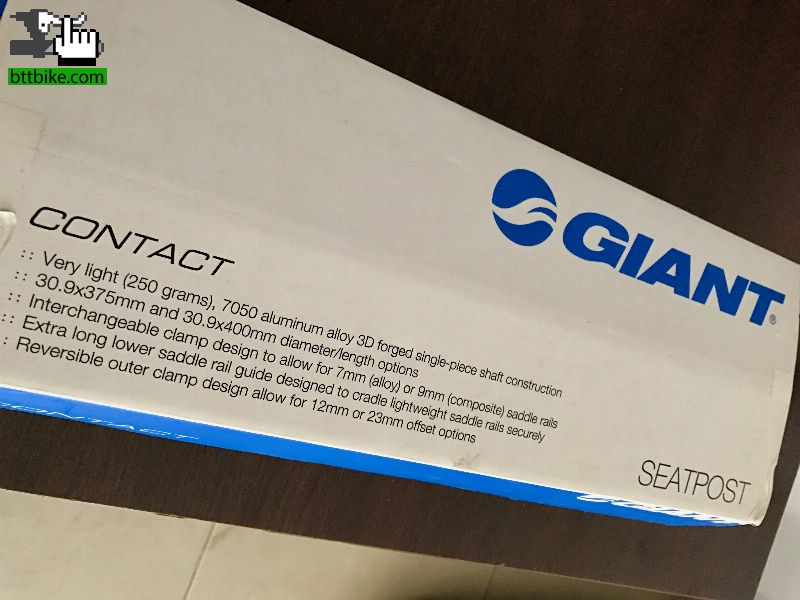 bttbike.com
GIANT®
CONTACT
:: Very light (250 grams), 7050 aluminum alloy 3D forged single-piece shaft construction
:: 30.9x375mm and 30.9x400mm diameter/length options
:: Interchangeable clamp design to allow for 7mm (alloy) or 9mm (composite) saddle rails
:: Extra long lower saddle rail guide designed to cradle lightweight saddle rails securely
: Reversible outer clamp design allow for 12mm or 23mm offset options
SEATPOST
CONTACT